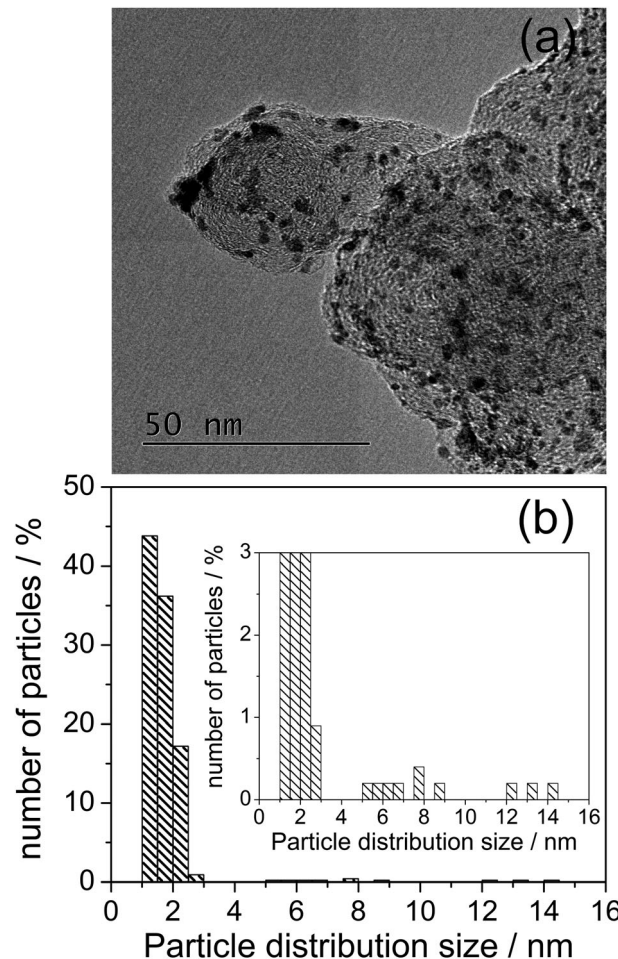 (a)
50 nm
(b)
number of particles / %
50
40
30
20
10
0
0 2 4 6 8 10 12 14 16
Particle distribution size / nm
number of particles / %
3
2
1
0
0 2 4 6 8 10 12 14 16
Particle distribution size / nm